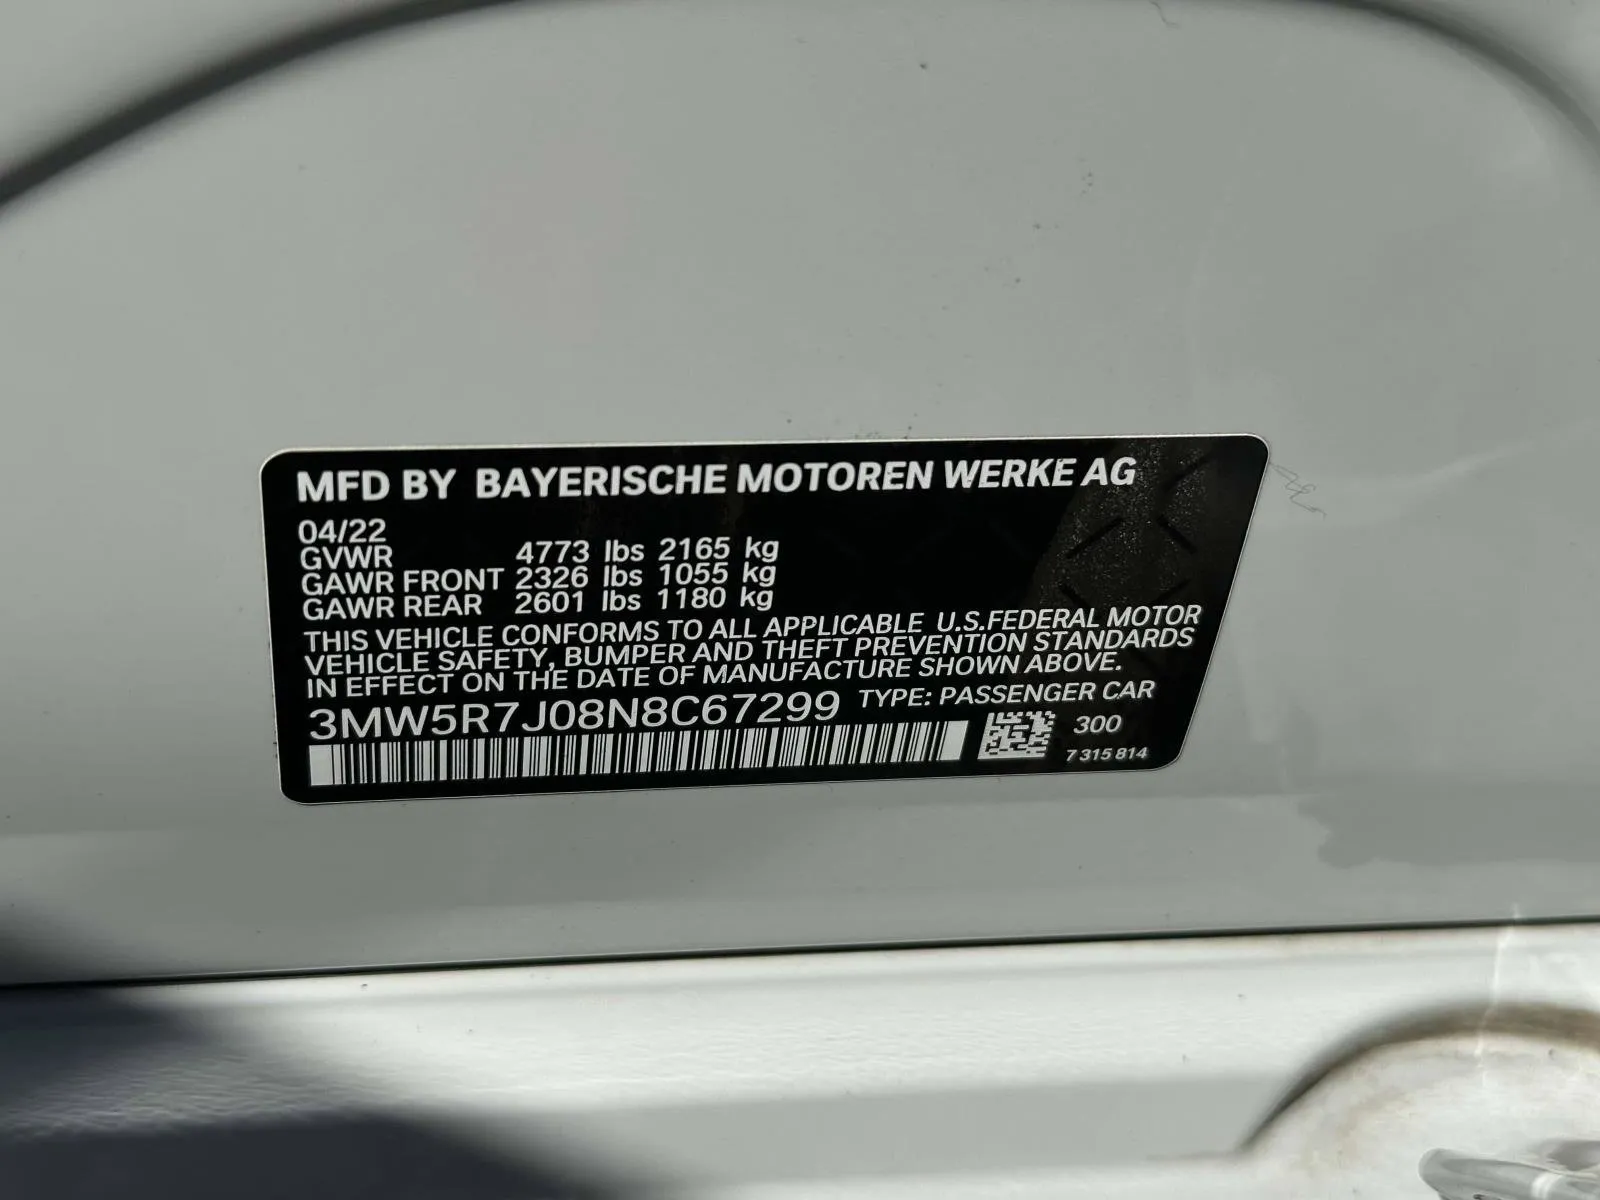 MFD BY BAYERISCHE MOTOREN WERKE AG
04/22
GVWR 4773 lbs 2165 kg
GAWR FRONT 2326 lbs 1055 kg
GAWR REAR 2601 lbs 1180 kg
THIS VEHICLE CONFORMS TO ALL APPLICABLE U.S.FEDERAL MOTOR
VEHICLE SAFETY, BUMPER AND THEFT PREVENTION STANDARDS
IN EFFECT ON THE DATE OF MANUFACTURE SHOWN ABOVE.
3MW5R7J08N8C67299 TYPE: PASSENGER CAR
300
7 315 814